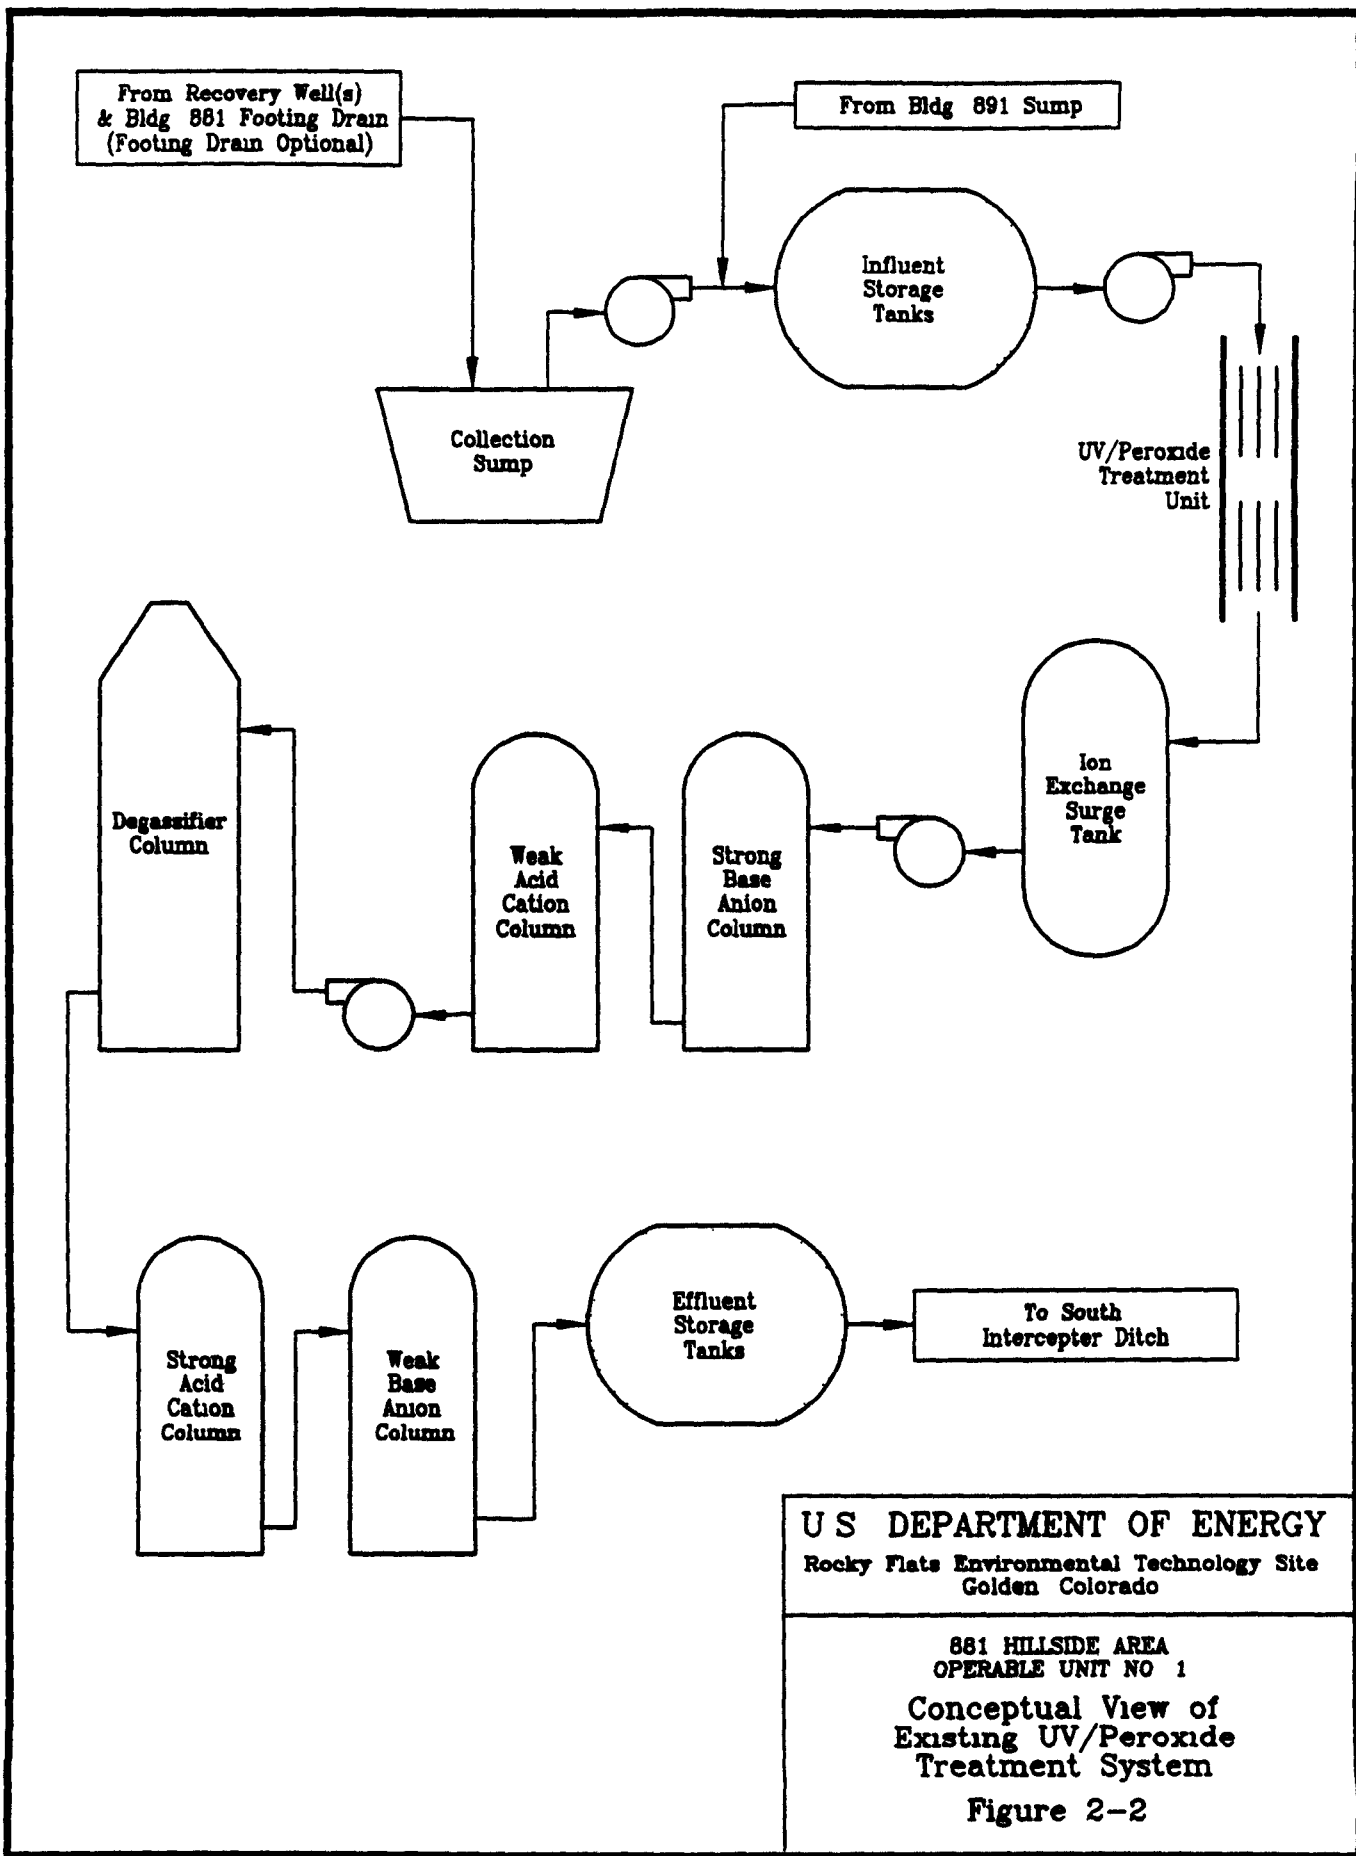 From Recovery Well(s)
& Bldg 881 Footing Drain
(Footing Drain Optional)
From Bldg 891 Sump
Influent
Storage
Tanks
Collection
Sump
UV/Peroxide
Treatment
Unit
Ion
Exchange
Surge
Tank
Degassifier
Column
Weak
Acid
Cation
Column
Strong
Base
Anion
Column
Strong
Acid
Cation
Column
Weak
Base
Anion
Column
Effluent
Storage
Tanks
To South
Intercepter Ditch
U S DEPARTMENT OF ENERGY
Rocky Flats Environmental Technology Site
Golden Colorado
881 HILLSIDE AREA
OPERABLE UNIT NO 1
Conceptual View of
Existing UV/Peroxide
Treatment System
Figure 2-2